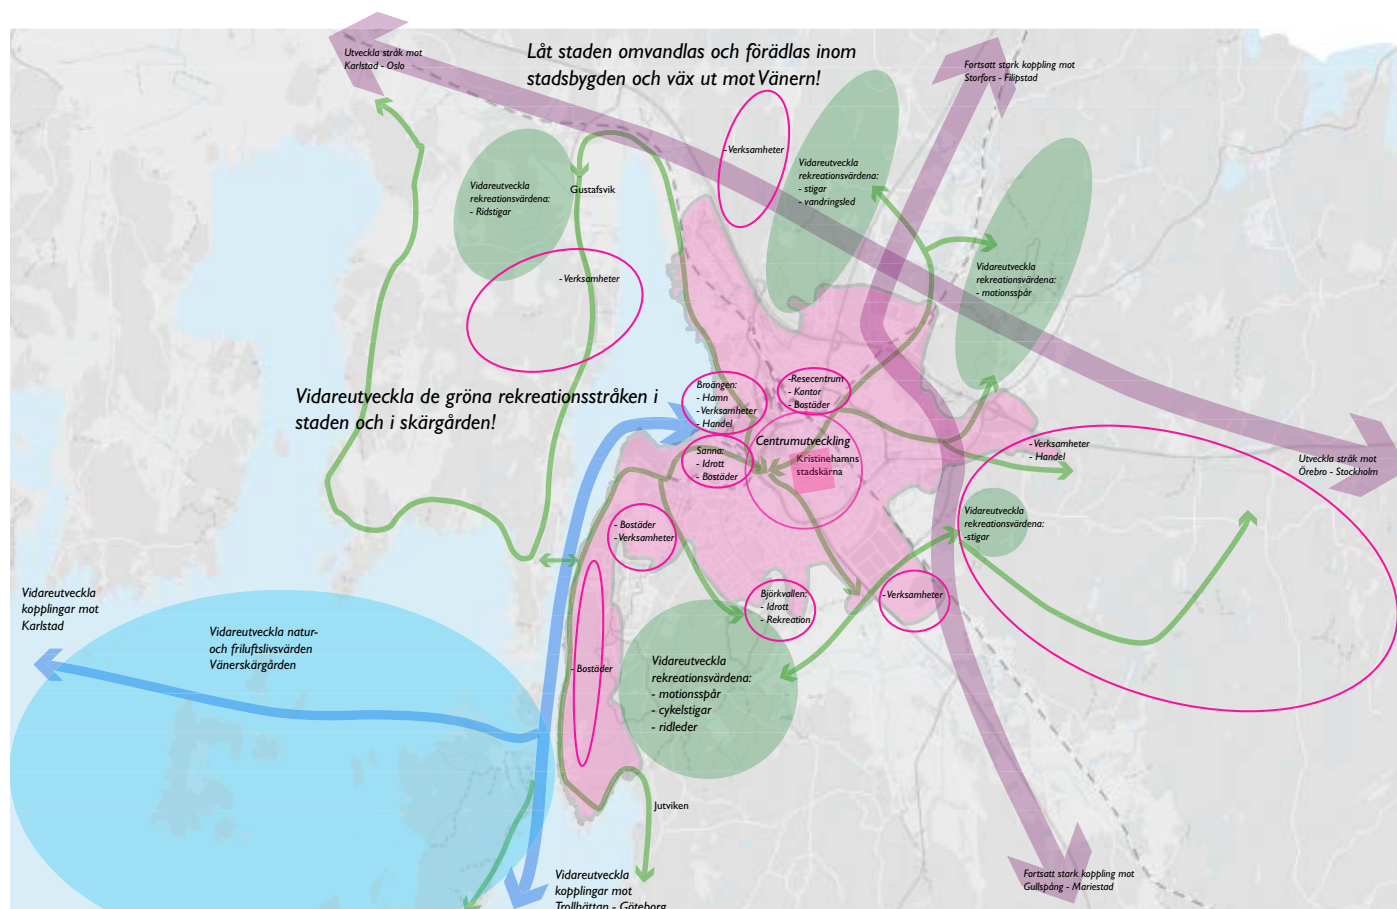 Utveckla stråk mot
Karlstad - Oslo
Låt staden omvandlas och förädlas inom
stadsbygden och väx ut mot Vänern!
Fortsatt stark koppling mot
Storfors - Filipstad
- Verksamheter
Vidareutveckla
rekreationsvärdena:
- stigar
- vandringsled
Vidareutveckla
rekreationsvärdena:
- Ridstigar
Gustafsvik
- Verksamheter
Vidareutveckla
rekreationsvärdena:
- motionsspår
Vidareutveckla de gröna rekreationsstråken i
staden och i skärgården!
Broängen:
- Hamn
- Verksamheter
- Handel
-Resecentrum
- Kontor
- Bostäder
Centrumutveckling
Kristinehamns
stadskärna
Sanna:
- Idrott
- Bostäder
- Verksamheter
- Handel
Utveckla stråk mot
Örebro - Stockholm
- Bostäder
- Verksamheter
Vidareutveckla
rekreationsvärdena:
-stigar
Vidareutveckla
kopplingar mot
Karlstad
Vidareutveckla natur-
och friluftslivsvärden
Vänerskärgården
Björkvallen:
- Idrott
- Rekreation
- Verksamheter
- Bostäder
Vidareutveckla
rekreationsvärdena:
- motionsspår
- cykelstigar
- ridleder
Jutviken
Vidareutveckla
kopplingar mot
Trollhättan - Göteborg
Fortsatt stark koppling mot
Gullspång - Mariestad